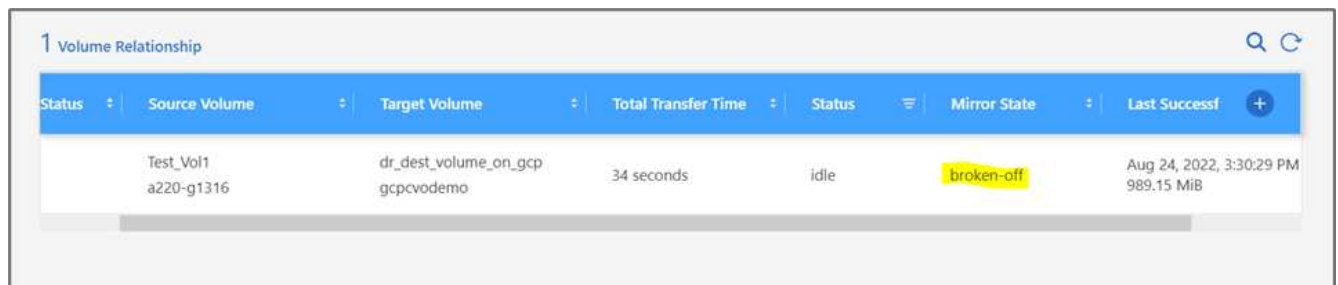 1 Volume Relationship
Status Source Volume Target Volume Total Transfer Time Status Mirror State Last Successf
Test_Vol1 dr_dest_volume_on_gcp 34 seconds idle broken-off Aug 24, 2022, 3:30:29 PM
a220-g1316 gcpcvodemo 989.15 MiB